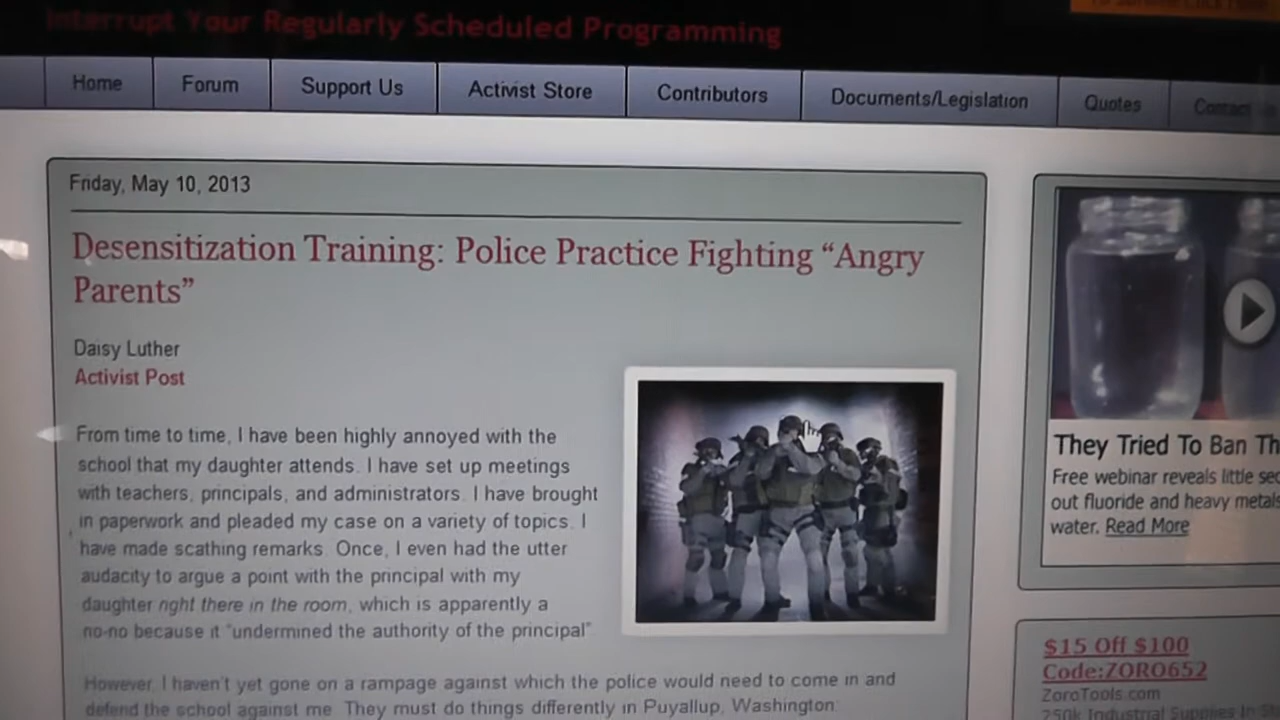 Interrupt Your Regularly Scheduled Programming
Home
Forum
Support Us
Activist Store
Contributors
Documents/Legislation
Quotes
Contact
Friday, May 10, 2013
Desensitization Training: Police Practice Fighting “Angry
Parents”
Daisy Luther
Activist Post
From time to time, I have been highly annoyed with the
school that my daughter attends. I have set up meetings
with teachers, principals, and administrators. I have brought
in paperwork and pleaded my case on a variety of topics. I
have made scathing remarks. Once, I even had the utter
audacity to argue a point with the principal with my
daughter right there in the room, which is apparently a
no-no because it "undermined the authority of the principal"
However, I haven't yet gone on a rampage against which the police would need to come in and
defend the school against me. They must do things differently in Puyallup, Washington.
They Tried To Ban Th
Free webinar reveals little sec
out fluoride and heavy metals
water. Read More
$15 Off $100
Code:ZORO652
ZoroTools.com
250k Industrial Supplies In St